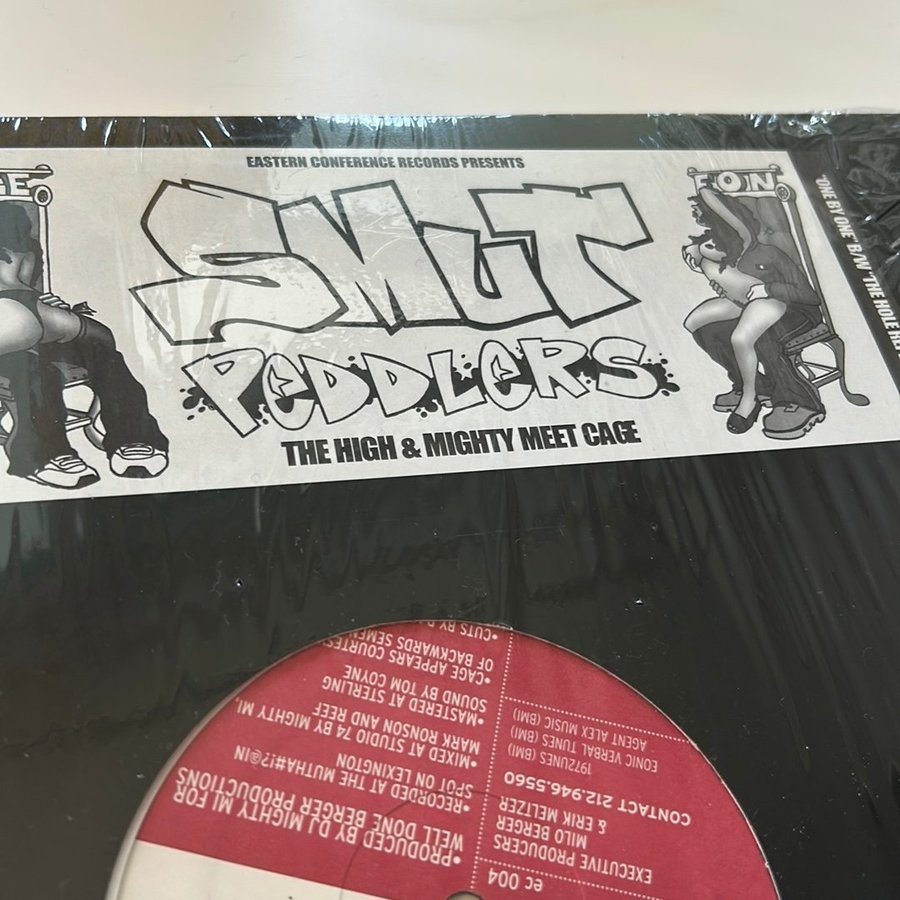 EASTERN CONFERENCE RECORDS PRESENTS
SMUT
PEDDLERS
THE HIGH & MIGHTY MEET CAGE
EON
"ONE BY ONE" B/W "THE HOLE
ec 004
EXECUTIVE PRODUCERS
MILO BERGER
& ERIK MELTZER
CONTACT 212.946.5560
1972UNES (BMI)
EONIC VERBAL TUNES (BMI)
AGENT ALEX MUSIC (BMI)
•PRODUCED BY DJ MIGHTY MI FOR
WELL DONE BERGER PRODUCTIONS
•RECORDED AT THE MUTHA#!?@IN
SPOT ON LEXINGTON
•MIXED AT STUDIO 74 BY MIGHTY MI,
MARK RONSON AND REEF
•MASTERED AT STERLING
SOUND BY TOM COYNE
•CAGE APPEARS
OF BACKWARDS
•CUTS BY